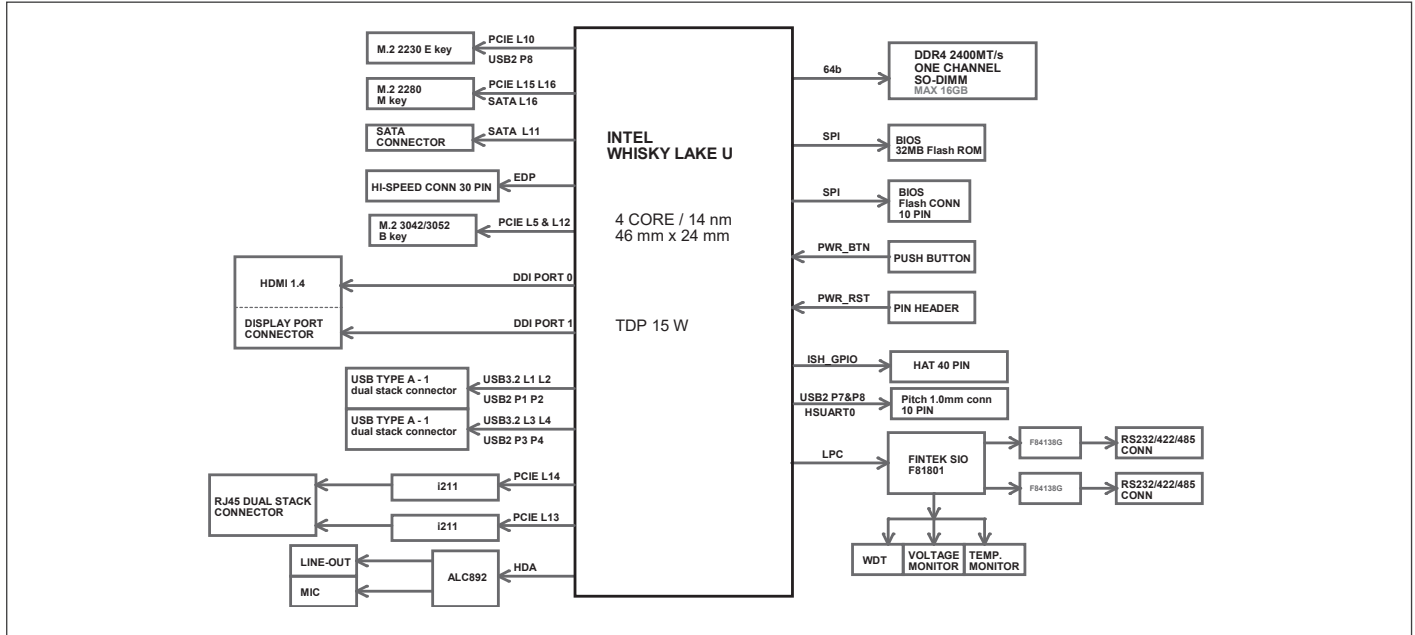 M.2 2230 E key
PCIE L10
USB2 P8
M.2 2280
M key
PCIE L15 L16
SATA L16
SATA
CONNECTOR
SATA L11
HI-SPEED CONN 30 PIN
EDP
M.2 3042/3052
B key
PCIE L5 & L12
HDMI 1.4
DDI PORT 0
DISPLAY PORT
CONNECTOR
DDI PORT 1
USB TYPE A - 1
dual stack connector
USB3.2 L1 L2
USB2 P1 P2
USB TYPE A - 1
dual stack connector
USB3.2 L3 L4
USB2 P3 P4
RJ45 DUAL STACK
CONNECTOR
i211
PCIE L14
i211
PCIE L13
LINE-OUT
MIC
ALC892
HDA
INTEL
WHISKY LAKE U
4 CORE / 14 nm
46 mm x 24 mm
TDP 15 W
64b
DDR4 2400MT/s
ONE CHANNEL
SO-DIMM
MAX 16GB
SPI
BIOS
32MB Flash ROM
SPI
BIOS
Flash CONN
10 PIN
PWR_BTN
PUSH BUTTON
PWR_RST
PIN HEADER
ISH_GPIO
HAT 40 PIN
USB2 P7&P8
HSUART0
Pitch 1.0mm conn
10 PIN
LPC
FINTEK SIO
F81801
F84138G
RS232/422/485
CONN
F84138G
RS232/422/485
CONN
WDT
VOLTAGE
MONITOR
TEMP.
MONITOR